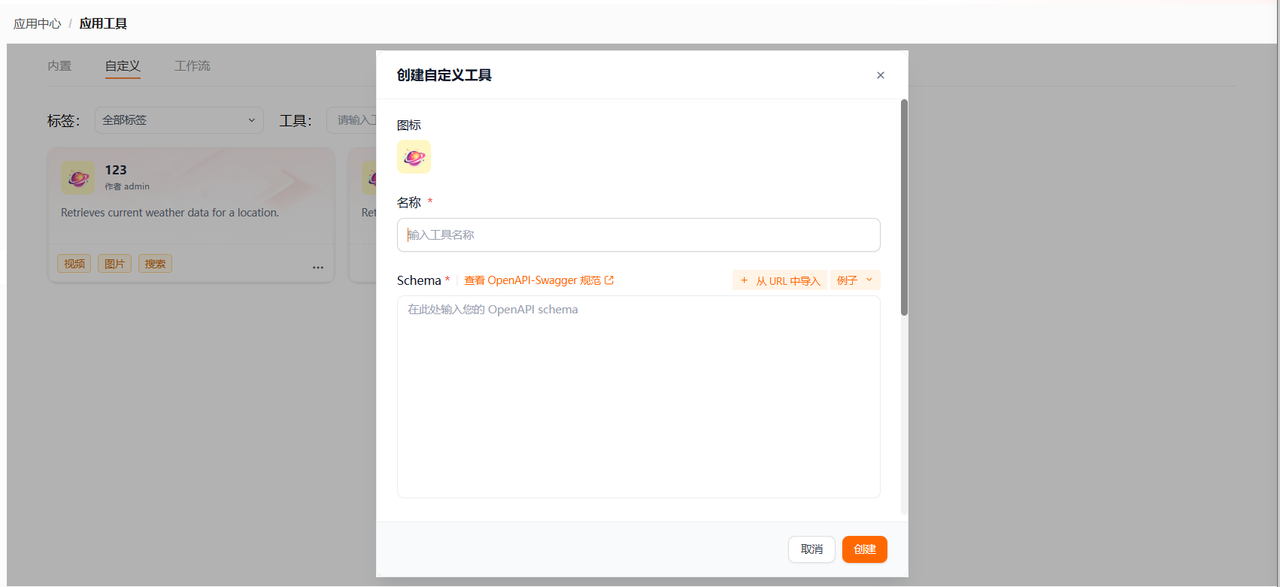 应用中心 / 应用工具
内置 自定义 工作流
标签: 全部标签 工具: 请输入
123
作者 admin
Retrieves current weather data for a location.
视频 图片 搜索 ...
Ret
创建自定义工具 ×
图标
名称 *
输入工具名称
Schema * 查看 OpenAPI-Swagger 规范 + 从 URL 中导入 例子
在此处输入您的 OpenAPI schema
取消 创建